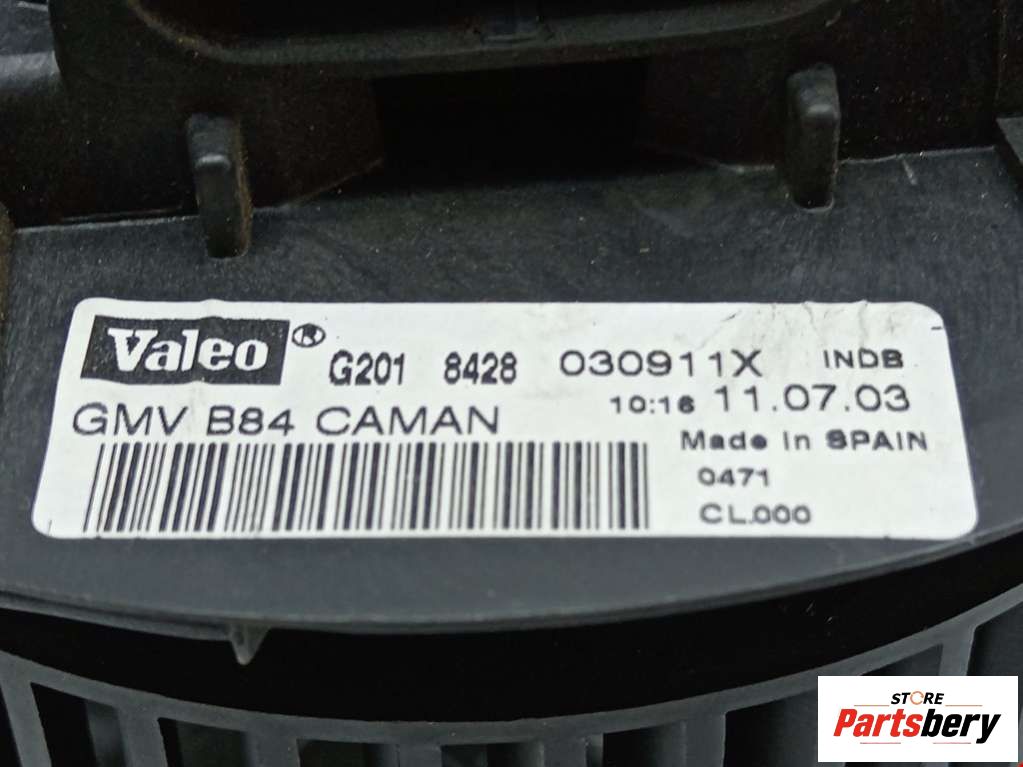 Valeo® G201 8428 030911X INDB
GMV B84 CAMAN 10:16 11.07.03
Made in SPAIN
0471
CL.000
STORE
Partsbery